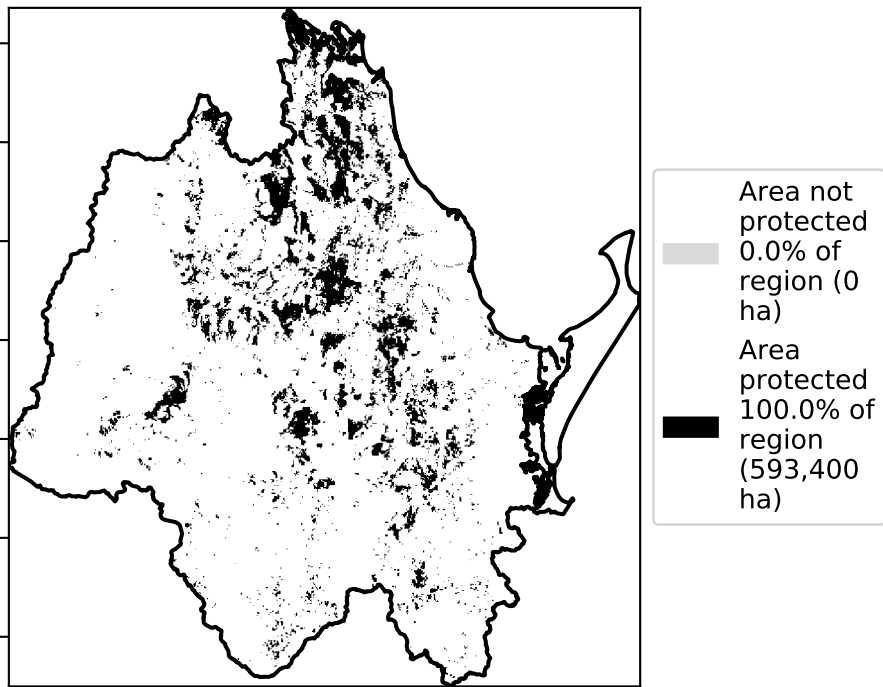 Area not
protected
0.0% of
region (0
ha)
Area
protected
100.0% of
region
(593,400
ha)